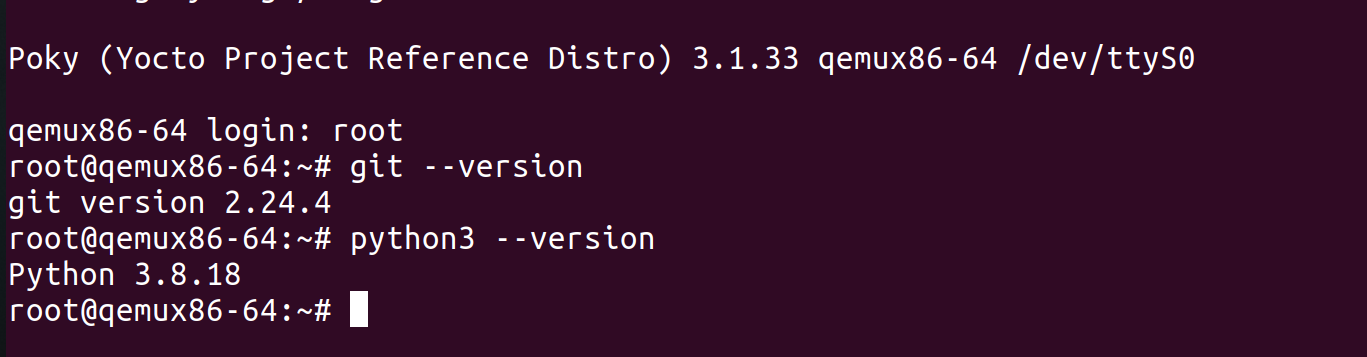 Poky (Yocto Project Reference Distro) 3.1.33 qemux86-64 /dev/ttyS0
qemux86-64 login: root
root@qemux86-64:~# git --version
git version 2.24.4
root@qemux86-64:~# python3 --version
Python 3.8.18
root@qemux86-64:~#